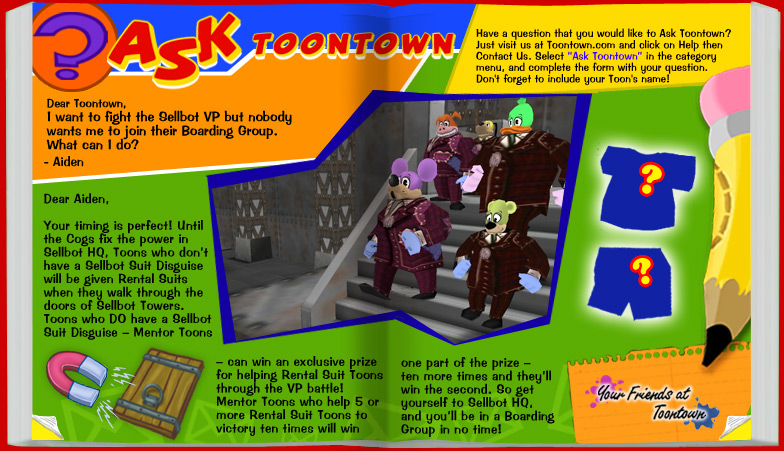 ?
ASK TOONTOWN
Have a question that you would like to Ask Toontown?
Just visit us at Toontown.com and click on Help then
Contact Us. Select "Ask Toontown" in the category
menu, and complete the form with your question.
Don't forget to include your Toon's name!
Dear Toontown,
I want to fight the Sellbot VP but nobody
wants me to join their Boarding Group.
What can I do?
- Aiden
Dear Aiden,
Your timing is perfect! Until
the Cogs fix the power in
Sellbot HQ, Toons who don't
have a Sellbot Suit Disguise
will be given Rental Suits
when they walk through the
doors of Sellbot Towers.
Toons who DO have a Sellbot
Suit Disguise – Mentor Toons
– can win an exclusive prize
for helping Rental Suit Toons
through the VP battle!
Mentor Toons who help 5 or
more Rental Suit Toons to
victory ten times will win
one part of the prize –
ten more times and they'll
win the second. So get
yourself to Sellbot HQ,
and you'll be in a Boarding
Group in no time!
?
?
Your Friends at
Toontown